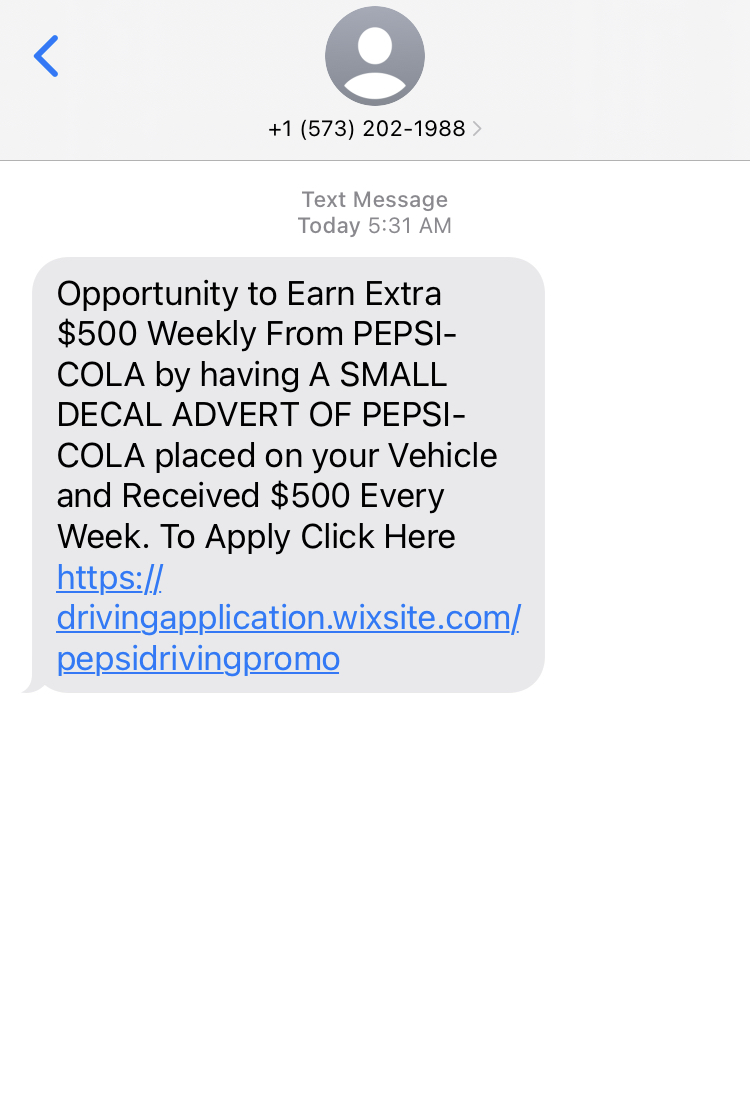 +1 (573) 202-1988
Text Message
Today 5:31 AM
Opportunity to Earn Extra
$500 Weekly From PEPSI-
COLA by having A SMALL
DECAL ADVERT OF PEPSI-
COLA placed on your Vehicle
and Received $500 Every
Week. To Apply Click Here
https://
drivingapplication.wixsite.com/
pepsidrivingpromo